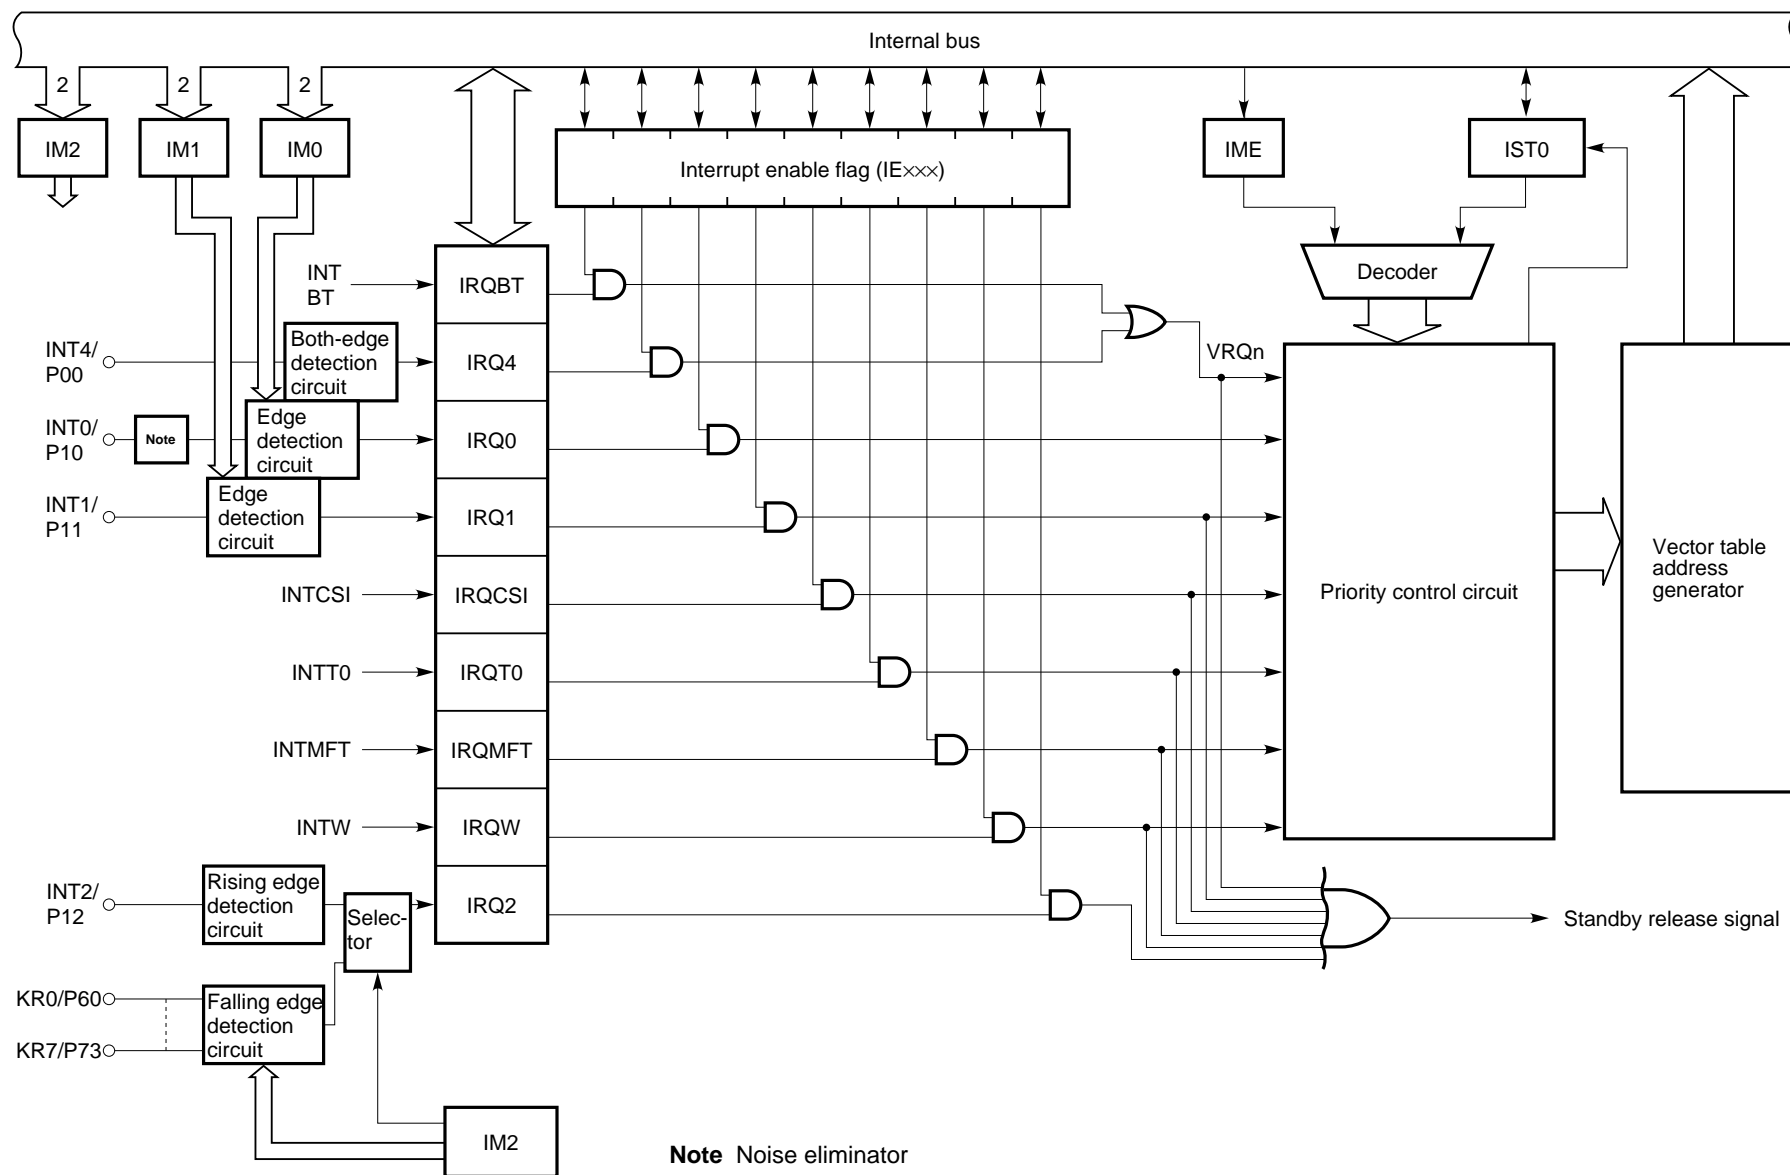 Internal bus
2
2
2
IM2
IM1
IM0
Interrupt enable flag (IE×××)
IME
IST0
Decoder
INT
BT
IRQBT
INT4/
P00
Both-edge
detection
circuit
IRQ4
VRQn
INT0/
P10
Note
Edge
detection
circuit
IRQ0
INT1/
P11
Edge
detection
circuit
IRQ1
INTCSI
IRQCSI
Priority control circuit
Vector table
address
generator
INTT0
IRQT0
INTMFT
IRQMFT
INTW
IRQW
INT2/
P12
Rising edge
detection
circuit
Selec-
tor
IRQ2
Standby release signal
KR0/P60
KR7/P73
Falling edge
detection
circuit
IM2
Note Noise eliminator